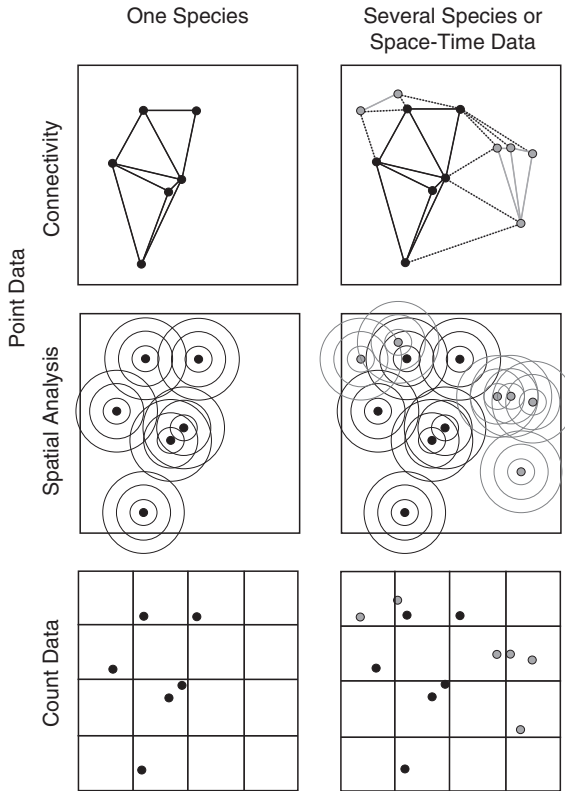 One Species
Several Species or
Space-Time Data
Point Data
Connectivity
Spatial Analysis
Count Data